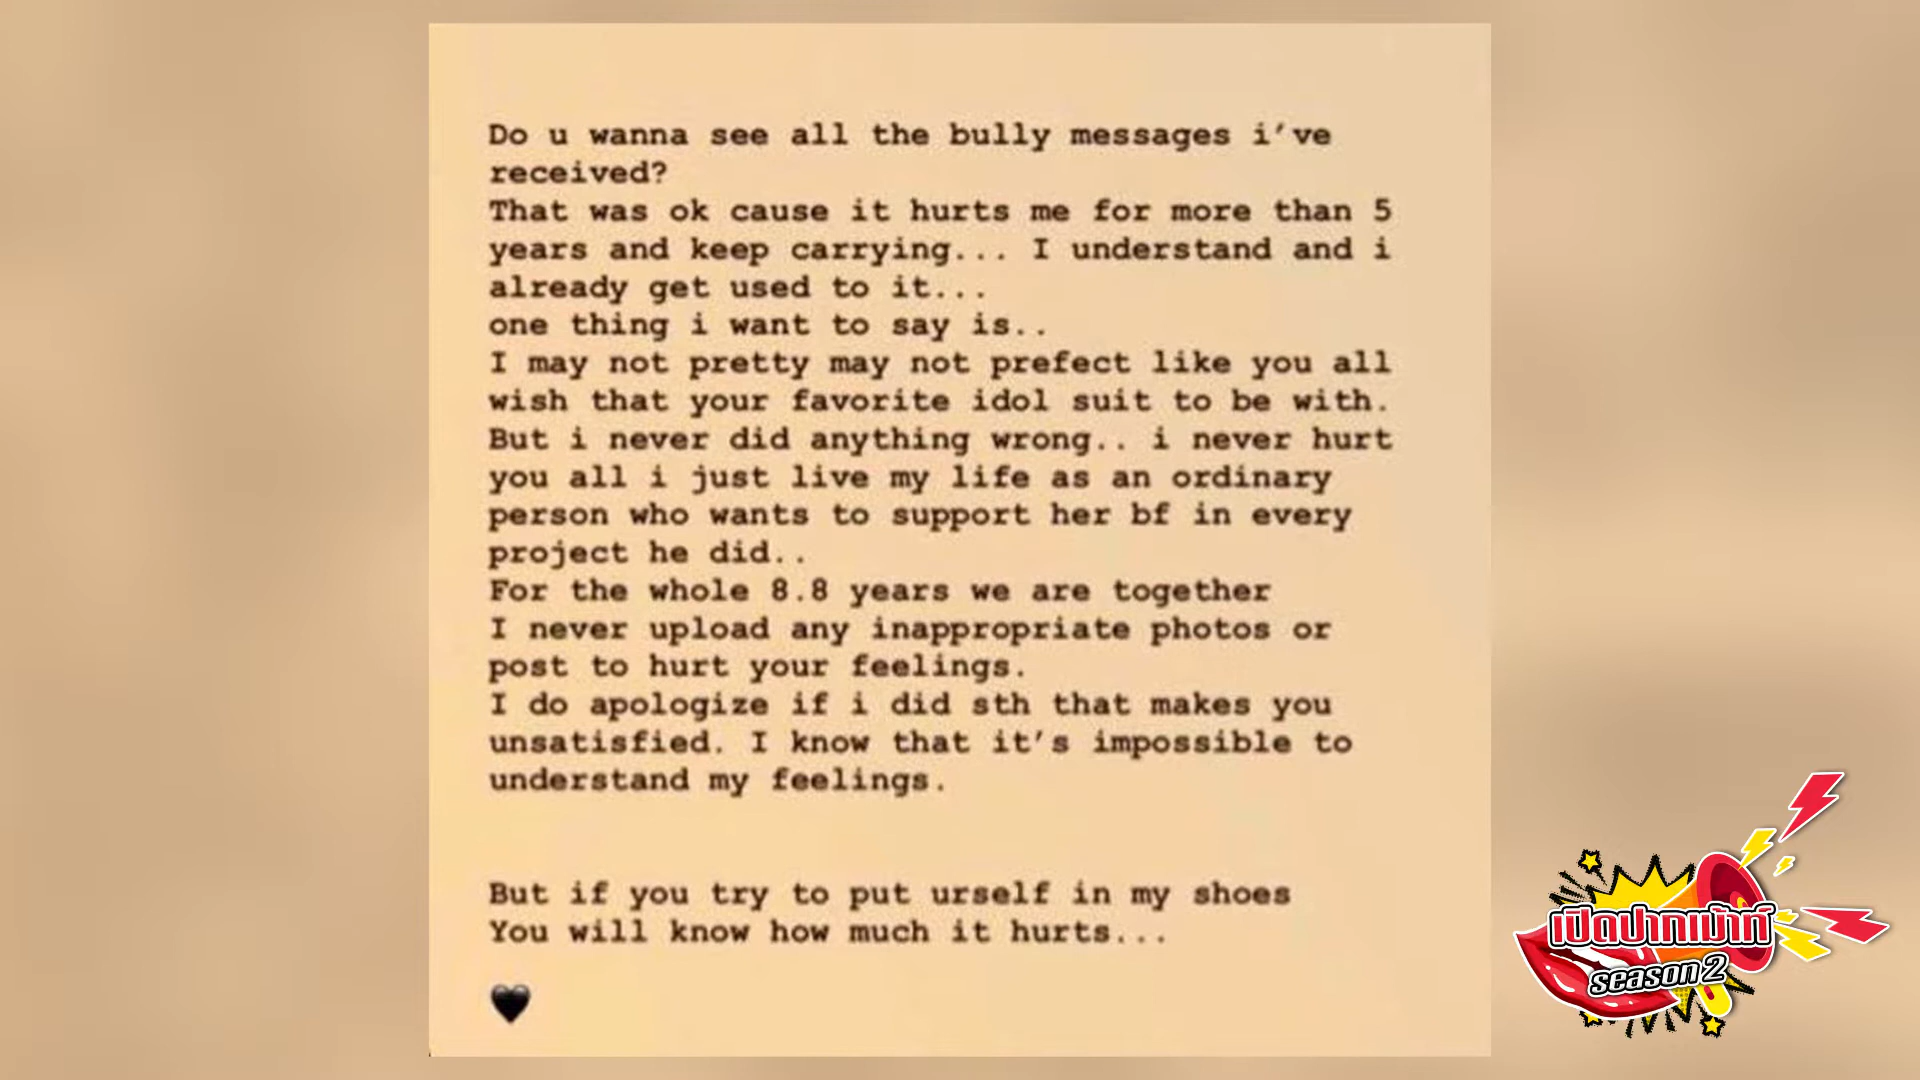 Do u wanna see all the bully messages i've
received?
That was ok cause it hurts me for more than 5
years and keep carrying... I understand and i
already get used to it...
one thing i want to say is..
I may not pretty may not prefect like you all
wish that your favorite idol suit to be with.
But i never did anything wrong.. i never hurt
you all i just live my life as an ordinary
person who wants to support her bf in every
project he did..
For the whole 8.8 years we are together
I never upload any inappropriate photos or
post to hurt your feelings.
I do apologize if i did sth that makes you
unsatisfied. I know that it's impossible to
understand my feelings.
But if you try to put urself in my shoes
You will know how much it hurts...
🖤
เปิดปากเม้าท์
season 2